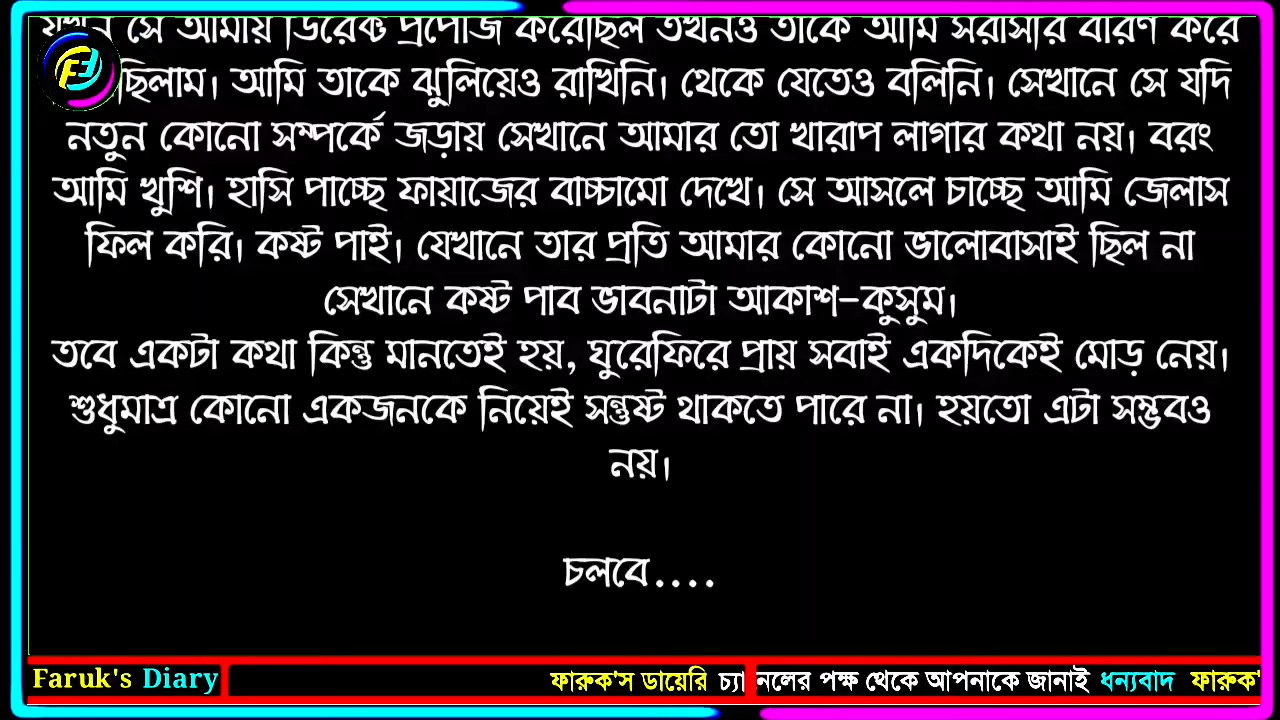 যখন সে আমায় ডিরেক্ট প্রপোজ করেছিল তখনও তাকে আমি সরাসরি বারণ করে
ছিলাম। আমি তাকে ঝুলিয়েও রাখিনি। থেকে যেতেও বলিনি। সেখানে সে যদি
নতুন কোনো সম্পর্কে জড়ায় সেখানে আমার তো খারাপ লাগার কথা নয়। বরং
আমি খুশি। হাসি পাচ্ছে ফায়াজের বাচ্চামো দেখে। সে আসলে চাচ্ছে আমি জেলাস
ফিল করি। কষ্ট পাই। যেখানে তার প্রতি আমার কোনো ভালোবাসাই ছিল না
সেখানে কষ্ট পাব ভাবনাটা আকাশ-কুসুম।
তবে একটা কথা কিন্তু মানতেই হয়, ঘুরেফিরে প্রায় সবাই একদিকেই মোড় নেয়।
শুধুমাত্র কোনো একজনকে নিয়েই সন্তুষ্ট থাকতে পারে না। হয়তো এটা সম্ভবও
নয়।
চলবে....
Faruk's Diary ফারুক'স ডায়েরি চ্যানলের পক্ষ থেকে আপনাকে জানাই ধন্যবাদ ফারুক'